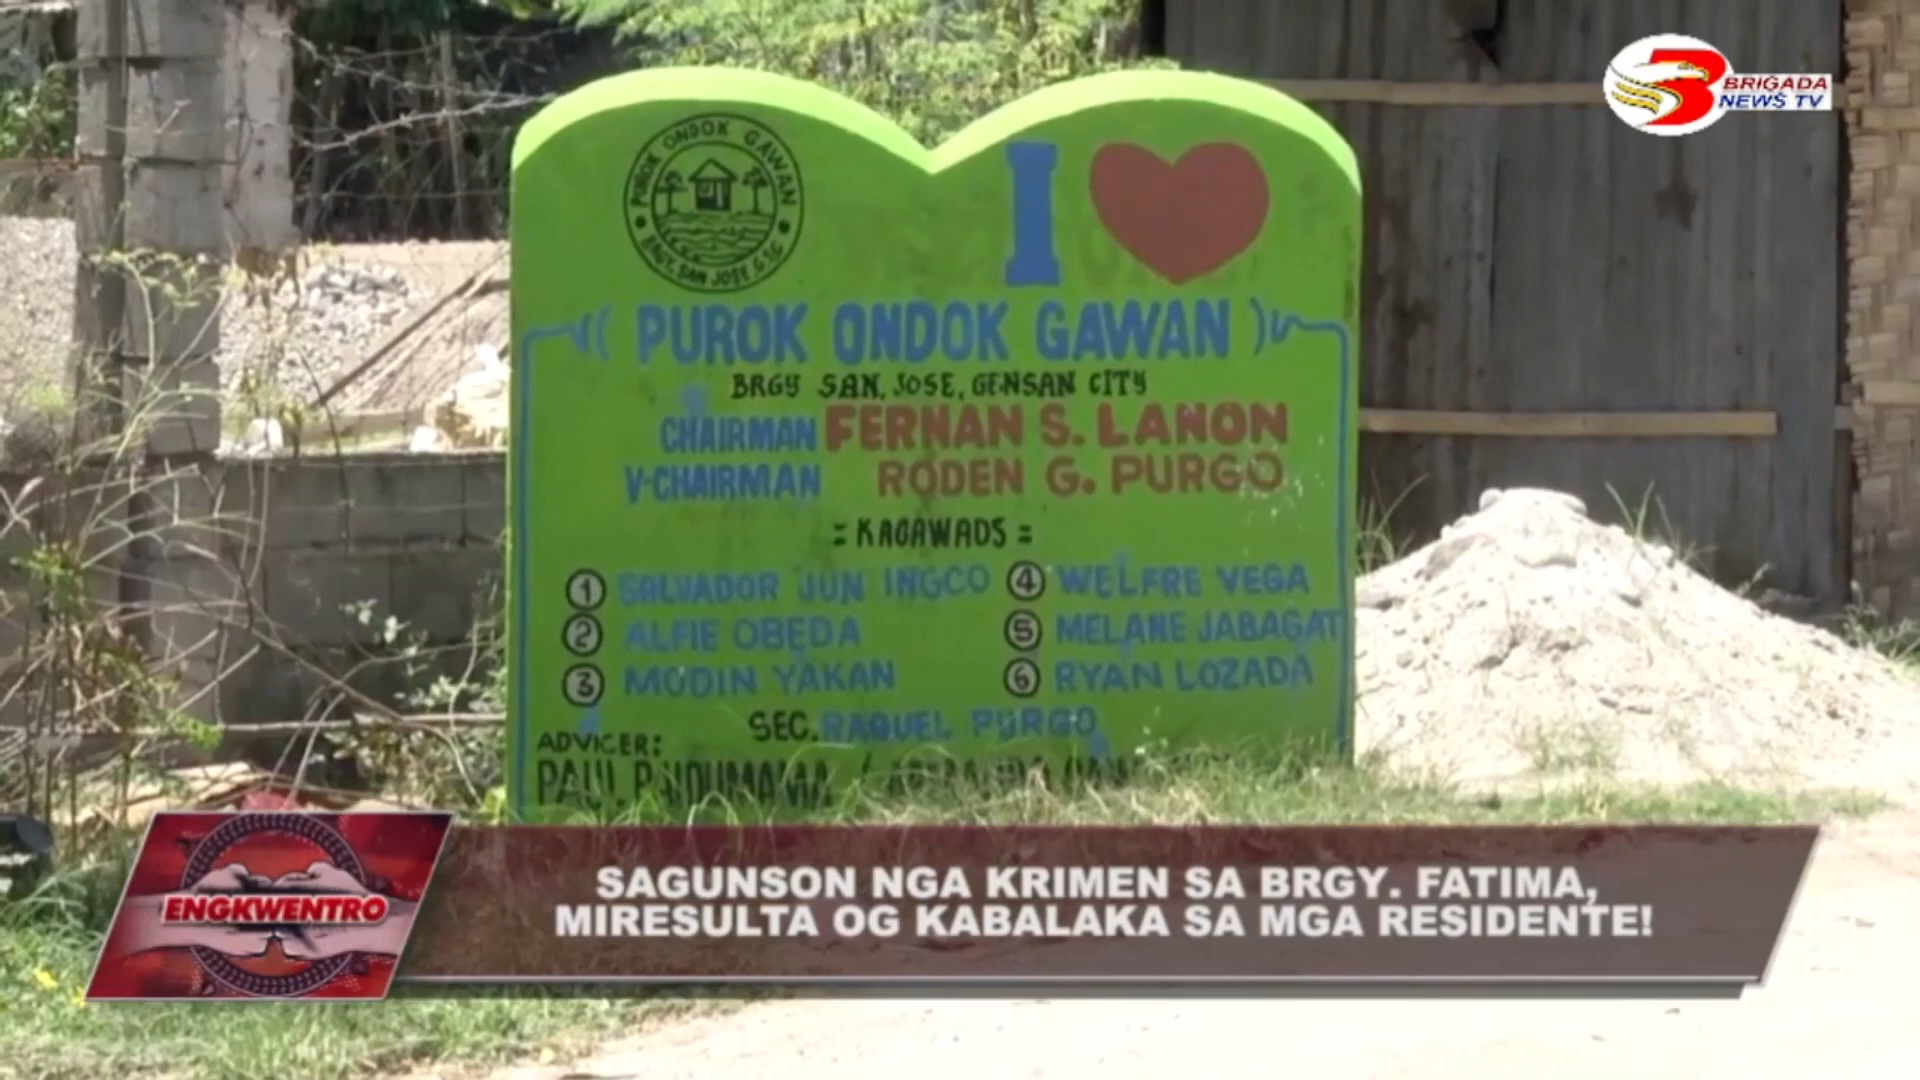 BRIGADA
NEWS TV
PUROK ONDOK GAWAN
BRGY. SAN JOSE G.S.C
I
PUROK ONDOK GAWAN
BRGY SAN, JOSE, GENSAN CITY
CHAIRMAN FERNAN S. LANON
V-CHAIRMAN RODEN G. PURGO
= KAGAWADS =
1 SALVADOR JUN INGCO 4 WELFRE VEGA
2 ALFIE OBEDA 5 MELANE JABAGAT
3 MODIN YAKAN 6 RYAN LOZADA
SEC. RAQUEL PURGO
ADVICER:
PAUL
ENGKWENTRO
SAGUNSON NGA KRIMEN SA BRGY. FATIMA,
MIRESULTA OG KABALAKA SA MGA RESIDENTE!